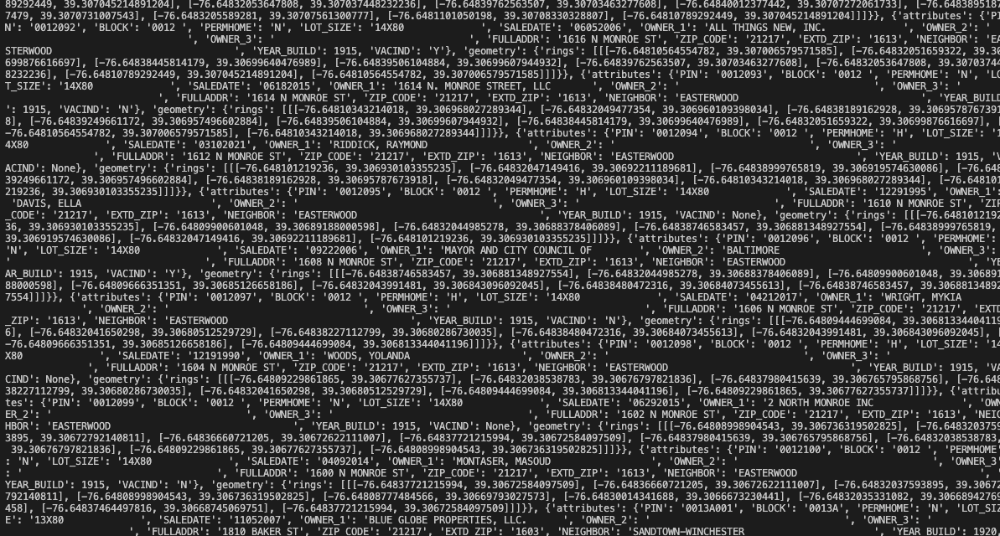 89292449, 39.307045214891204], [-76.64832053647808, 39.307037448232236], [-76.64839762563507, 39.30703463277608], [-76.64840012377442, 39.30707272061733], [-76.6483895187
479, 39.3070731007543], [-76.6483205589281, 39.30707561300777], [-76.6481101050198, 39.30708330328807], [-76.64810789292449, 39.307045214891204]]]}}, {'attributes': {'PI
N': '0012092', 'BLOCK': '0012 ', 'PERMHOME': 'N', 'LOT_SIZE': '14X80 ', 'SALEDATE': '06052006', 'OWNER_1': 'ALL THINGS NEW, INC. ', 'OWNER_2': '
', 'OWNER_3': ' ', 'FULLADDR': '1616 N MONROE ST', 'ZIP_CODE': '21217', 'EXTD_ZIP': '1613', 'NEIGHBOR': 'EA
STERWOOD ', 'YEAR_BUILD': 1915, 'VACIND': 'Y'}, 'geometry': {'rings': [[[-76.64810564554782, 39.307006579571585], [-76.6483205165
9322, 39.30
699876616697], [-76.64838445814179, 39.30699640476989], [-76.64839506104884, 39.30699607944932], [-76.64839762563507, 39.30703463277608], [-76.64832053647808, 39.3070374
48232236], [-76.64810789292449, 39.307045214891204], [-76.64810564554782, 39.307006579571585]]]}}, {'attributes': {'PIN': '0012093', 'BLOCK': '0012 ', 'PERMHOME': 'N', 'LO
T_SIZE': '14X80 ', 'SALEDATE': '06182015', 'OWNER_1': '1614 N. MONROE STREET, LLC ', 'OWNER_2': ' ', 'OWNER_3': '
', 'FULLADDR': '1614 N MONROE ST', 'ZIP_CODE': '21217', 'EXTD_ZIP': '1613', 'NEIGHBOR': 'EASTERWOOD ', 'YEAR_BUILD
': 1915, 'VACIND': 'N'}, 'geometry': {'rings': [[[-76.64810343214018, 39.306968027289344], [-76.64832049477354, 39.306960109398034], [-76.64838189162928, 39.306957876739
18], [-76.64839249661172, 39.306957496602884], [-76.64839506104884, 39.30699607944932], [-76.64838445814179, 39.30699640476989], [-76.64832051659322, 39.30699876616697], [
-76.64810564554782, 39.307006579571585], [-76.64810343214018, 39.306968027289344]]]}}, {'attributes': {'PIN': '0012094', 'BLOCK': '0012 ', 'PERMHOME': 'H', 'LOT_SIZE': '1
4X80 ', 'SALEDATE': '03102021', 'OWNER_1': 'RIDDICK, RAYMOND ', 'OWNER_2': ' ', 'OWNER_3': '
', 'FULLADDR': '1612 N MONROE ST', 'ZIP_CODE': '21217', 'EXTD_ZIP': '1613', 'NEIGHBOR': 'EASTERWOOD ', 'YEAR_BUILD': 1915, 'V
ACIND': None}, 'geometry': {'rings': [[[-76.648101219236, 39.306930103355235], [-76.64832047149416, 39.30692211189681], [-76.64838999765819, 39.306919574630086], [-76.648
39249661172, 39.306957496602884], [-76.64838189162928, 39.30695787673918], [-76.64832049477354, 39.306960109398034], [-76.64810343214018, 39.306968027289344], [-76.648101
219236, 39.306930103355235]]]}}, {'attributes': {'PIN': '0012095', 'BLOCK': '0012 ', 'PERMHOME': 'H', 'LOT_SIZE': '14X80 ', 'SALEDATE': '12291995', 'OWNER_1':
'DAVIS, ELLA ', 'OWNER_2': ' ', 'OWNER_3': ' ', 'FULLADDR': '1610 N MONROE ST', 'ZIP
_CODE': '21217', 'EXTD_ZIP': '1613', 'NEIGHBOR': 'EASTERWOOD ', 'YEAR_BUILD': 1915, 'VACIND': None}, 'geometry': {'rings': [[[-76.6481012192
36, 39.306930103355235], [-76.64809900601048, 39.30689188000598], [-76.64832044985278, 39.30688378406089], [-76.64838746583457, 39.306881348927554], [-76.64838999765819,
39.306919574630086], [-76.64832047149416, 39.30692211189681], [-76.648101219236, 39.306930103355235]]]}}, {'attributes': {'PIN': '0012096', 'BLOCK': '0012 ', 'PERMHOME':
'N', 'LOT_SIZE': '14X80 ', 'SALEDATE': '09222006', 'OWNER_1': 'MAYOR AND CITY COUNCIL OF ', 'OWNER_2': 'BALTIMORE ', 'OWNER_3':
' ', 'FULLADDR': '1608 N MONROE ST', 'ZIP_CODE': '21217', 'EXTD_ZIP': '1613', 'NEIGHBOR': 'EASTERWOOD ', 'YE
AR_BUILD': 1915, 'VACIND': 'Y'}, 'geometry': {'rings': [[[-76.64838746583457, 39.306881348927554], [-76.64832044985278, 39.30688378406089], [-76.64809900601048, 39.306891
88000598], [-76.64809666351351, 39.30685126658186], [-76.64832043991481, 39.306843096092045], [-76.64838480472316, 39.30684073455613], [-76.64838746583457, 39.30688134892
7554]]]}}, {'attributes': {'PIN': '0012097', 'BLOCK': '0012 ', 'PERMHOME': 'H', 'LOT_SIZE': '14X80 ', 'SALEDATE': '04212017', 'OWNER_1': 'WRIGHT, MYKIA
', 'OWNER_2': ' ', 'OWNER_3': ' ', 'FULLADDR': '1606 N MONROE ST', 'ZIP_CODE': '21217', 'EXTD
_ZIP': '1613', 'NEIGHBOR': 'EASTERWOOD ', 'YEAR_BUILD': 1915, 'VACIND': 'N'}, 'geometry': {'rings': [[[-76.64809444699084, 39.3068133440411
96], [-76.64832041650298, 39.30680512529729], [-76.64838227112799, 39.30680286730035], [-76.64838480472316, 39.30684073455613], [-76.64832043991481, 39.306843096092045], [
-76.64809666351351, 39.30685126658186], [-76.64809444699084, 39.306813344041196]]]}}, {'attributes': {'PIN': '0012098', 'BLOCK': '0012 ', 'PERMHOME': 'H', 'LOT_SIZE': '14
X80 ', 'SALEDATE': '12191990', 'OWNER_1': 'WOODS, YOLANDA ', 'OWNER_2': ' ', 'OWNER_3': '
', 'FULLADDR': '1604 N MONROE ST', 'ZIP_CODE': '21217', 'EXTD_ZIP': '1613', 'NEIGHBOR': 'EASTERWOOD ', 'YEAR_BUILD': 1915, 'VA
CIND': None}, 'geometry': {'rings': [[[-76.64809229861865, 39.30677627355737], [-76.64832038538783, 39.30676797821836], [-76.64837980415639, 39.306765795868756], [-76.648
38227112799, 39.30680286730035], [-76.64832041650298, 39.30680512529729], [-76.64809444699084, 39.306813344041196], [-76.64809229861865, 39.30677627355737]]]}}, {'attribu
tes': {'PIN': '0012099', 'BLOCK': '0012 ', 'PERMHOME': 'N', 'LOT_SIZE': '14X80 ', 'SALEDATE': '06292015', 'OWNER_1': '2 NORTH MONROE INC ', 'OWN
ER_2': ' ', 'OWNER_3': ' ', 'FULLADDR': '1602 N MONROE ST', 'ZIP_CODE': '21217', 'EXTD_ZIP': '1613', 'NEIG
HBOR': 'EASTERWOOD ', 'YEAR_BUILD': 1915, 'VACIND': None}, 'geometry': {'rings': [[[-76.64808998904543, 39.306736319502825], [-76.6483203759
3895, 39.30672792140811], [-76.64836660721205, 39.30672622111007], [-76.64837721215994, 39.30672584097509], [-76.64837980415639, 39.306765795868756], [-76.64832038538783,
39.30676797821836], [-76.64809229861865, 39.30677627355737], [-76.64808998904543, 39.306736319502825]]]}}, {'attributes': {'PIN': '0012100', 'BLOCK': '0012 ', 'PERMHOME'
: 'N', 'LOT_SIZE': '14X80 ', 'SALEDATE': '04092014', 'OWNER_1': 'MONTASER, MASOUD ', 'OWNER_2': ' ', 'OWNER_3'
: ' ', 'FULLADDR': '1600 N MONROE ST', 'ZIP_CODE': '21217', 'EXTD_ZIP': '1613', 'NEIGHBOR': 'EASTERWOOD ', '
YEAR_BUILD': 1915, 'VACIND': 'N'}, 'geometry': {'rings': [[[-76.64837721215994, 39.30672584097509], [-76.64836660721205, 39.30672622111007], [-76.64832037593895, 39.30672
792140811], [-76.64808998904543, 39.306736319502825], [-76.64808777484566, 39.30669793027573], [-76.64830014341688, 39.3066732304​41], [-76.64832035331082, 39.30668942769
458], [-76.64837464497816, 39.30668745069751], [-76.64837721215994, 39.30672584097509]]]}}, {'attributes': {'PIN': '0013A001', 'BLOCK': '0013A', 'PERMHOME': 'N', 'LOT_SIZ
E': '13X80 ', 'SALEDATE': '11052007', 'OWNER_1': 'BLUE GLOBE PROPERTIES, LLC. ', 'OWNER_2': ' ', 'OWNER_3': '
', 'FULLADDR': '1810 BAKER ST', 'ZIP_CODE': '21217', 'EXTD_ZIP': '1603', 'NEIGHBOR': 'SANDTOWN-WINCHESTER ', 'YEAR_BUILD': 1920